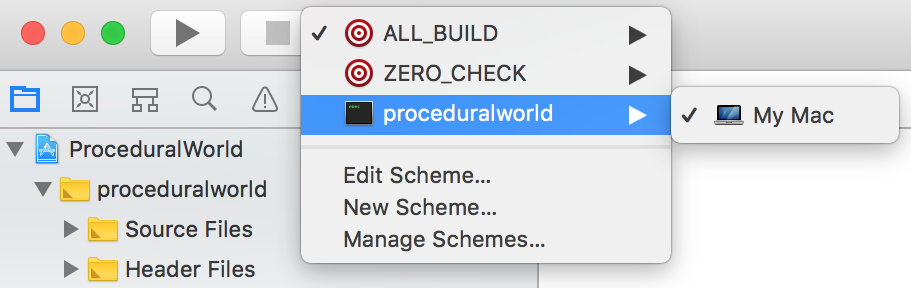 ALL_BUILD
ZERO_CHECK
proceduralworld
My Mac
Edit Scheme...
New Scheme...
Manage Schemes...
ProceduralWorld
proceduralworld
Source Files
Header Files